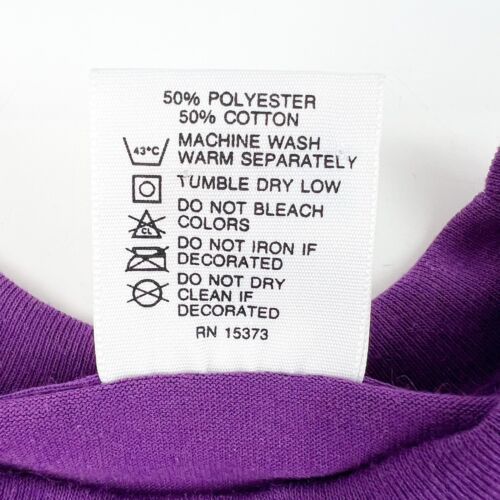 50% POLYESTER
50% COTTON
43°C MACHINE WASH
WARM SEPARATELY
TUMBLE DRY LOW
CL DO NOT BLEACH
COLORS
DO NOT IRON IF
DECORATED
DO NOT DRY
CLEAN IF
DECORATED
RN 15373